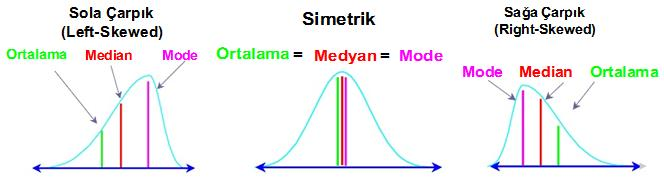 Sola Çarpık
(Left-Skewed)
Ortalama Median Mode
Simetrik
Ortalama = Medyan = Mode
Sağa Çarpık
(Right-Skewed)
Mode Median Ortalama